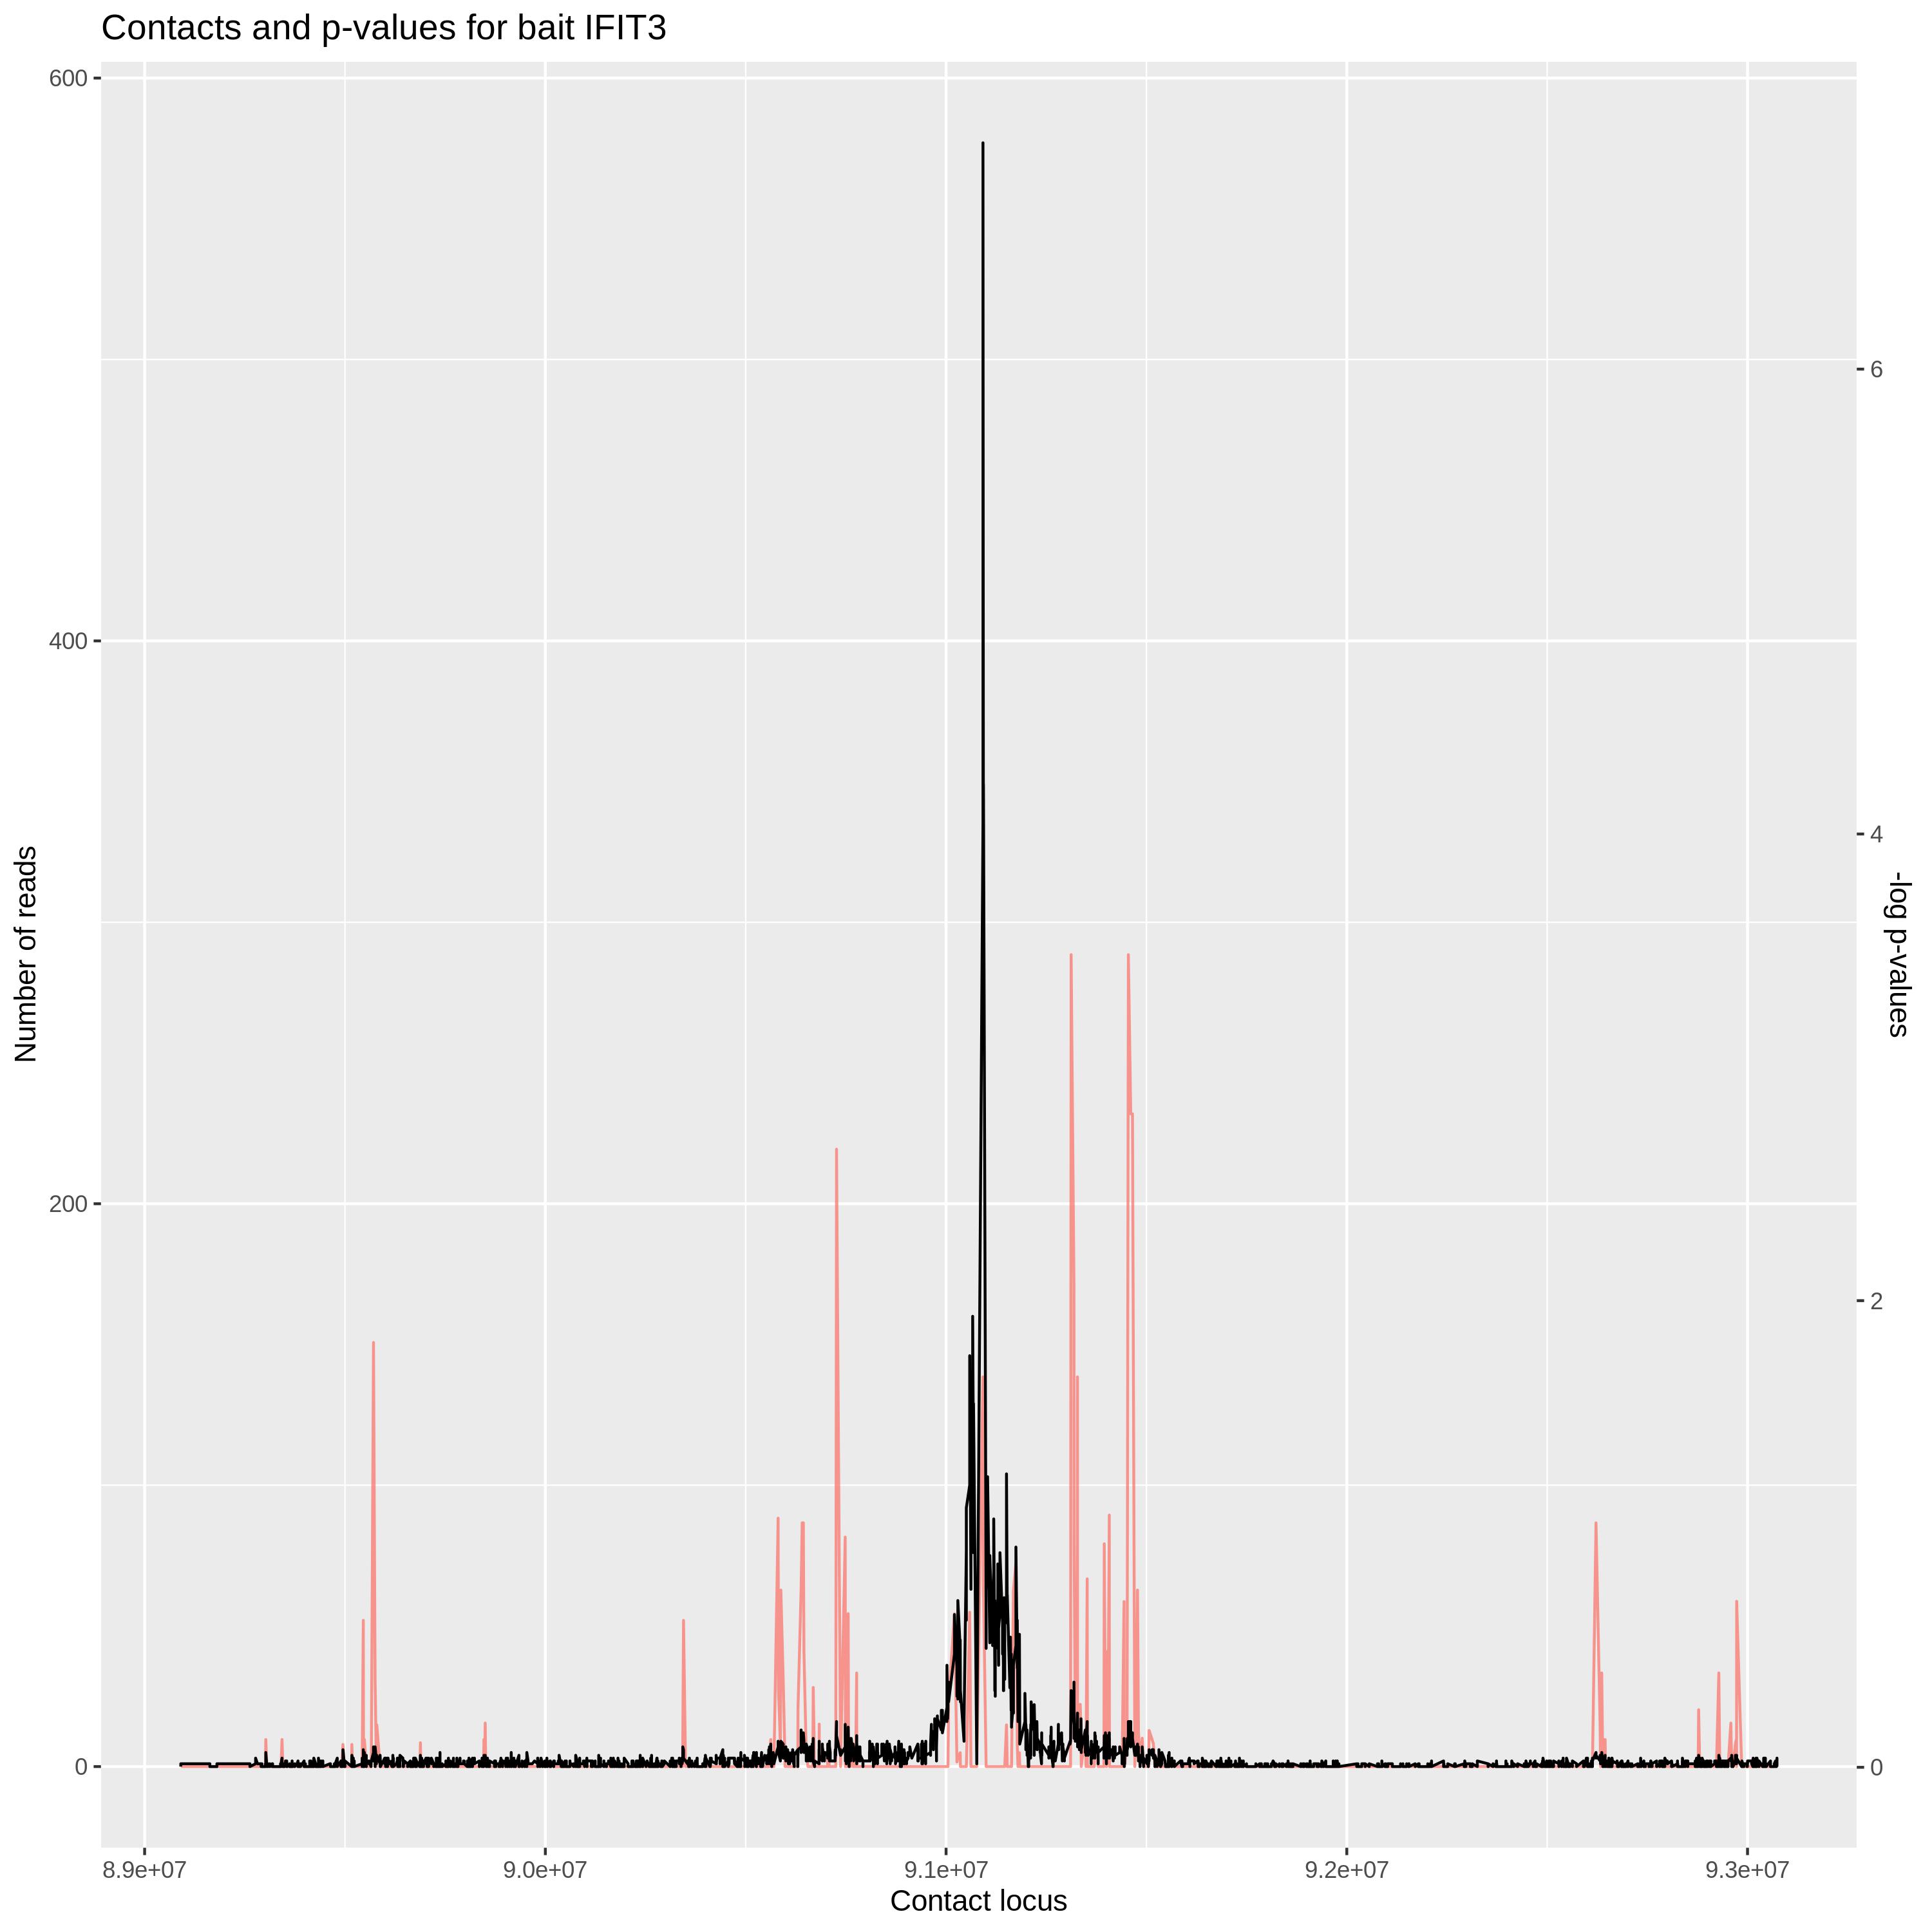 Contacts and p-values for bait IFIT3
600
400
200
0
Number of reads
6
4
2
0
-log p-values
8.9e+07 9.0e+07 9.1e+07 9.2e+07 9.3e+07
Contact locus